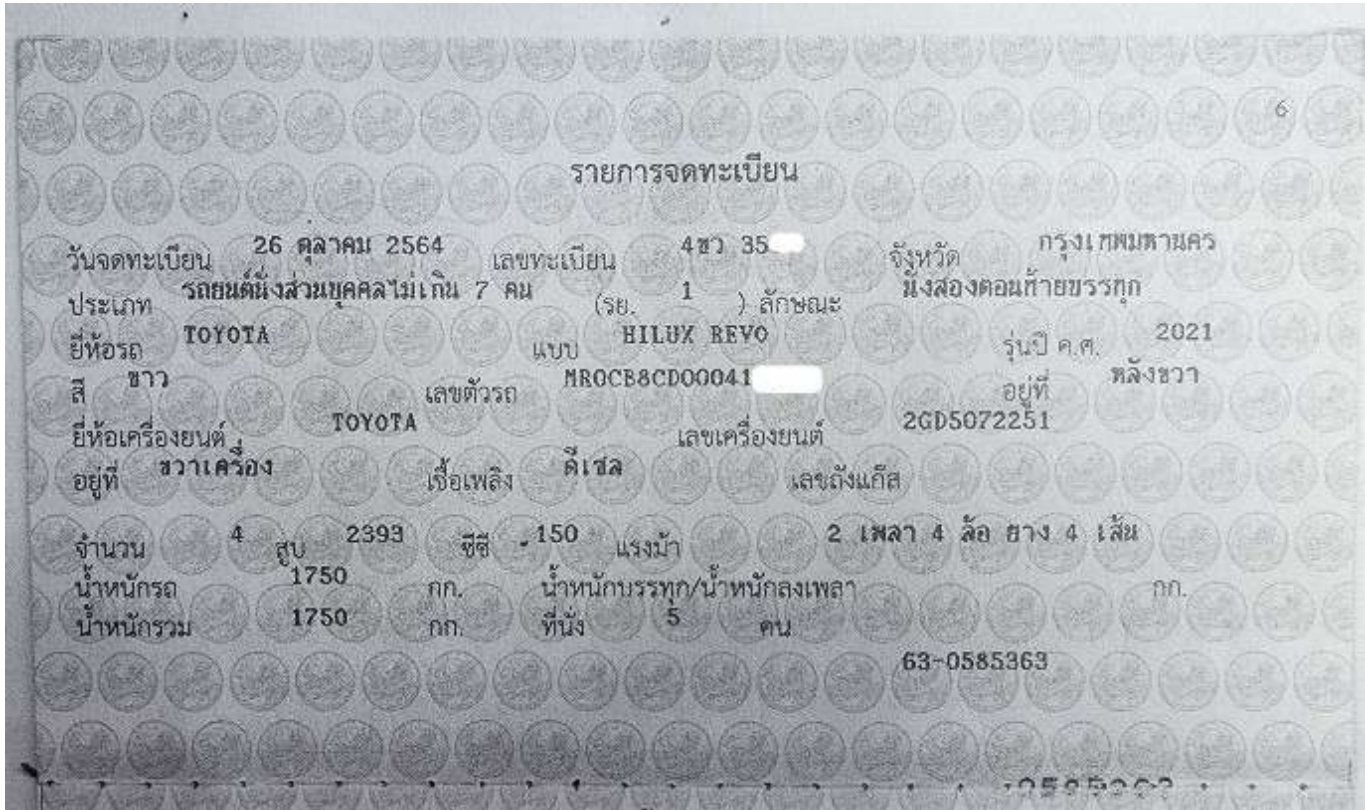 6
รายการจดทะเบียน
วันจดทะเบียน 26 ตุลาคม 2564 เลขทะเบียน 4ขว 35 จังหวัด กรุงเทพมหานคร
ประเภท รถยนต์นั่งส่วนบุคคลไม่เกิน 7 คน (รย. 1 ) ลักษณะ นั่งสองตอนท้ายบรรทุก
ยี่ห้อรถ TOYOTA แบบ HILUX REVO รุ่นปี ค.ศ. 2021
สี ขาว เลขตัวรถ MR0CB8CD00041 อยู่ที่ หลังขวา
ยี่ห้อเครื่องยนต์ TOYOTA เลขเครื่องยนต์ 2GD5072251
อยู่ที่ ขวาเครื่อง เชื้อเพลิง ดีเซล เลขถังแก๊ส
จำนวน 4 สูบ 2393 ซีซี 150 แรงม้า 2 เพลา 4 ล้อ ยาง 4 เส้น
น้ำหนักรถ 1750 กก. น้ำหนักบรรทุก/น้ำหนักลงเพลา กก.
น้ำหนักรวม 1750 กก. ที่นั่ง 5 คน
63-0585363